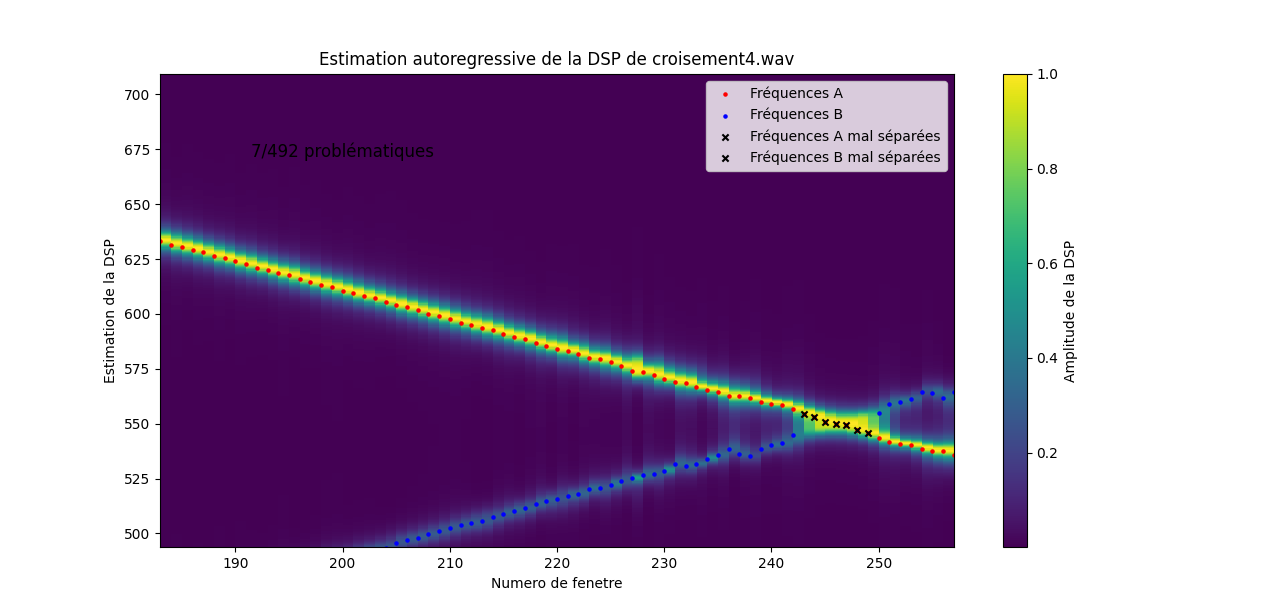 Estimation autoregressive de la DSP de croisement4.wav
Fréquences A
Fréquences B
Fréquences A mal séparées
Fréquences B mal séparées
7/492 problématiques
Estimation de la DSP
700
675
650
625
600
575
550
525
500
190
200
210
220
230
240
250
Numero de fenetre
1.0
0.8
0.6
0.4
0.2
Amplitude de la DSP